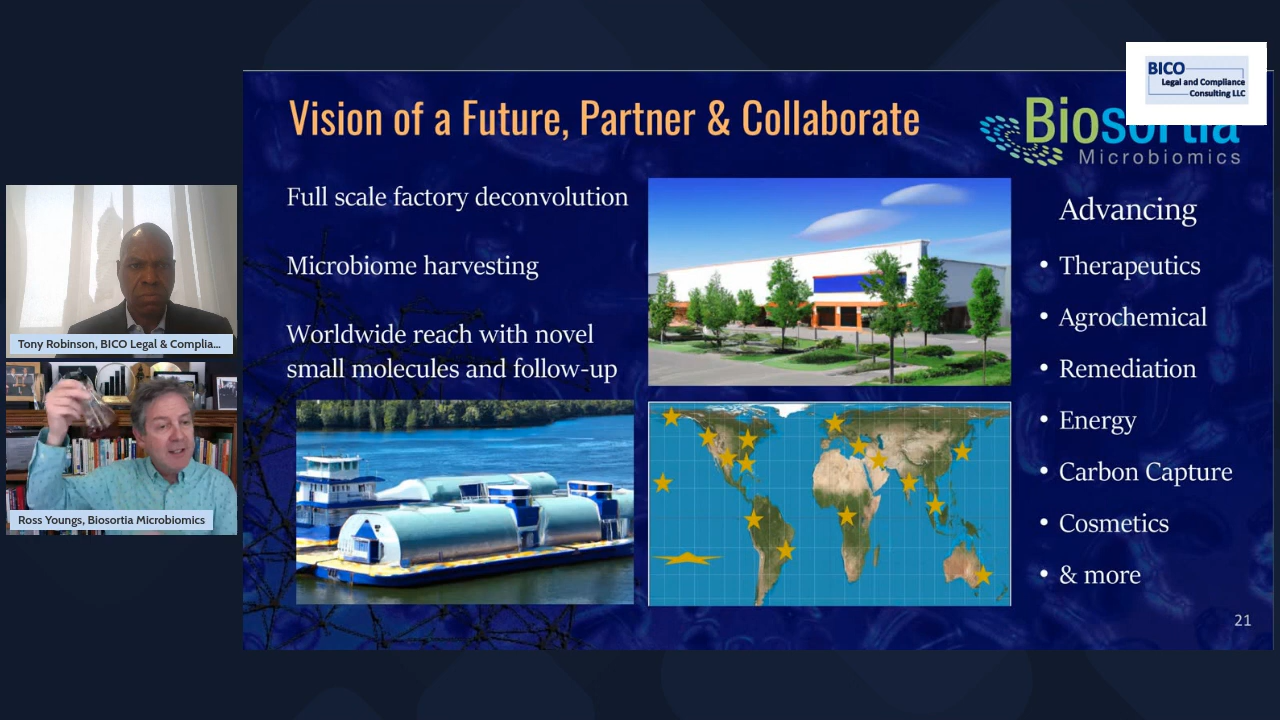 BICO
Legal and Compliance
Consulting LLC
Vision of a Future, Partner & Collaborate
Biosortia
Microbiomics
Full scale factory deconvolution
Microbiome harvesting
Worldwide reach with novel
small molecules and follow-up
Advancing
• Therapeutics
• Agrochemical
• Remediation
• Energy
• Carbon Capture
• Cosmetics
• & more
21
Tony Robinson, BICO Legal & Complia...
Ross Youngs, Biosortia Microbiomics